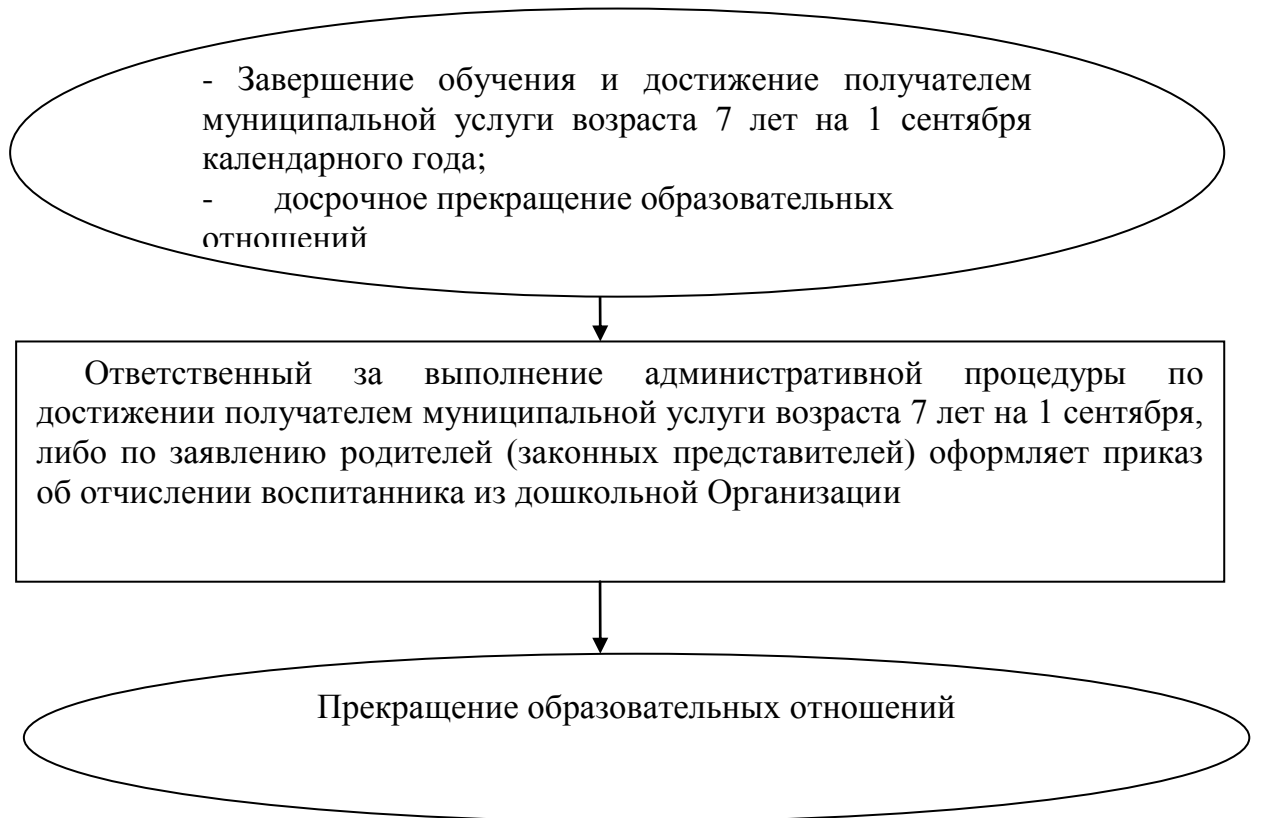 - Завершение обучения и достижение получателем
муниципальной услуги возраста 7 лет на 1 сентября
календарного года;
- досрочное прекращение образовательных
отношений
Ответственный за выполнение административной процедуры по
достижении получателем муниципальной услуги возраста 7 лет на 1 сентября,
либо по заявлению родителей (законных представителей) оформляет приказ
об отчислении воспитанника из дошкольной Организации
Прекращение образовательных отношений